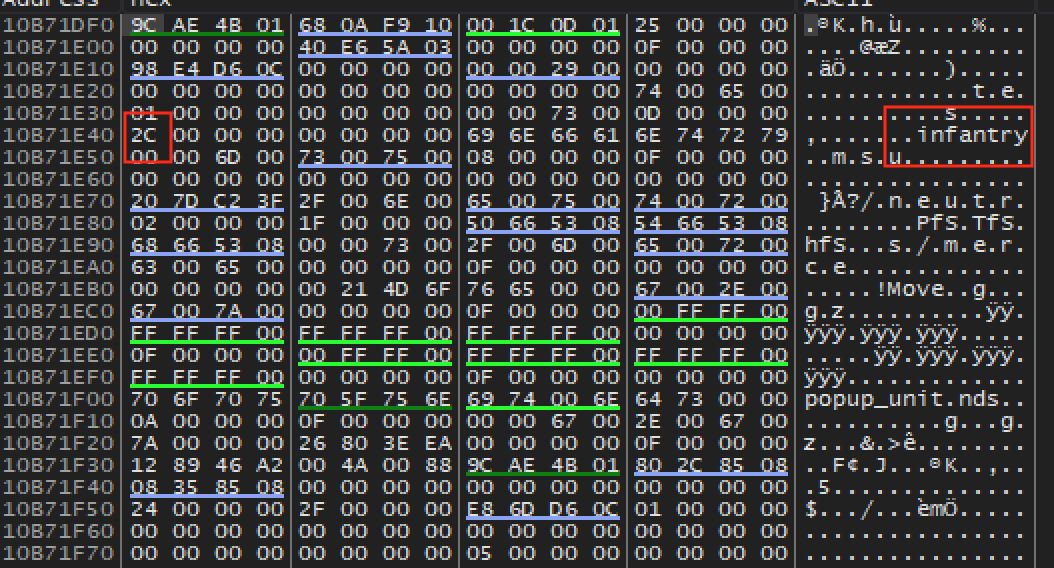 Address hex ASCII
10B71DF0 9C AE 4B 01 68 0A F9 10 00 1C 0D 01 25 00 00 00 .®K.h.ù.....%...
10B71E00 00 00 00 00 40 E6 5A 03 00 00 00 00 0F 00 00 00 ....@æZ.........
10B71E10 98 E4 D6 0C 00 00 00 00 00 00 29 00 00 00 00 00 .äÖ.......).....
10B71E20 00 00 00 00 00 00 00 00 00 00 00 00 74 00 65 00 ............t.e.
10B71E30 01 00 00 00 00 00 00 00 00 00 73 00 0D 00 00 00 ..........s.....
10B71E40 2C 00 00 00 00 00 00 00 69 6E 66 61 6E 74 72 79 ,.......infantry
10B71E50 00 00 6D 00 73 00 75 00 08 00 00 00 0F 00 00 00 ..m.s.u.........
10B71E60 00 00 00 00 00 00 00 00 00 00 00 00 00 00 00 00 ................
10B71E70 20 7D C2 3F 2F 00 6E 00 65 00 75 00 74 00 72 00 }Â?/.n.e.u.t.r.
10B71E80 02 00 00 00 1F 00 00 00 50 66 53 08 54 66 53 08 ........PfS.TfS.
10B71E90 68 66 53 08 00 00 73 00 2F 00 6D 00 65 00 72 00 hfS...s./.m.e.r.
10B71EA0 63 00 65 00 00 00 00 00 0F 00 00 00 00 00 00 00 c.e.............
10B71EB0 00 00 00 00 00 21 4D 6F 76 65 00 00 67 00 2E 00 .....!Move..g...
10B71EC0 67 00 7A 00 00 00 00 00 0F 00 00 00 00 FF FF 00 g.z..........ÿÿ.
10B71ED0 FF FF FF 00 FF FF FF 00 FF FF FF 00 00 00 00 00 ÿÿÿ.ÿÿÿ.ÿÿÿ.....
10B71EE0 0F 00 00 00 00 FF FF 00 FF FF FF 00 FF FF FF 00 .....ÿÿ.ÿÿÿ.ÿÿÿ.
10B71EF0 FF FF FF 00 00 00 00 00 0F 00 00 00 00 00 00 00 ÿÿÿ.............
10B71F00 70 6F 70 75 70 5F 75 6E 69 74 00 6E 64 73 00 00 popup_unit.nds..
10B71F10 0A 00 00 00 0F 00 00 00 00 00 67 00 2E 00 67 00 ..........g...g.
10B71F20 7A 00 00 00 26 80 3E EA 00 00 00 00 0F 00 00 00 z...&.>ê........
10B71F30 12 89 46 A2 00 4A 00 88 9C AE 4B 01 80 2C 85 08 ..F¢.J...®K..,..
10B71F40 08 35 85 08 00 00 00 00 00 00 00 00 00 00 00 00 .5..............
10B71F50 24 00 00 00 2F 00 00 00 E8 6D D6 0C 01 00 00 00 $.../...èmÖ.....
10B71F60 00 00 00 00 00 00 00 00 00 00 00 00 00 00 00 00 ................
10B71F70 00 00 00 00 00 00 00 00 05 00 00 00 00 00 00 00 ................